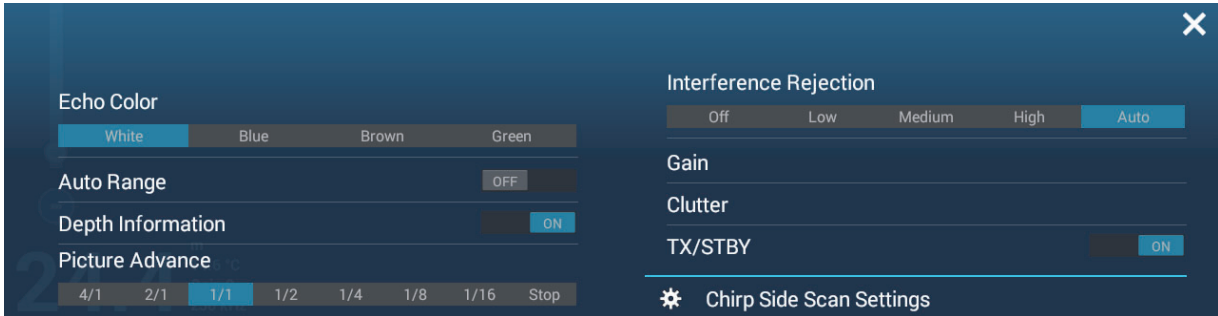 Echo Color
White Blue Brown Green
Auto Range OFF
Depth Information ON
Picture Advance
4/1 2/1 1/1 1/2 1/4 1/8 1/16 Stop
Interference Rejection
Off Low Medium High Auto
Gain
Clutter
TX/STBY ON
Chirp Side Scan Settings